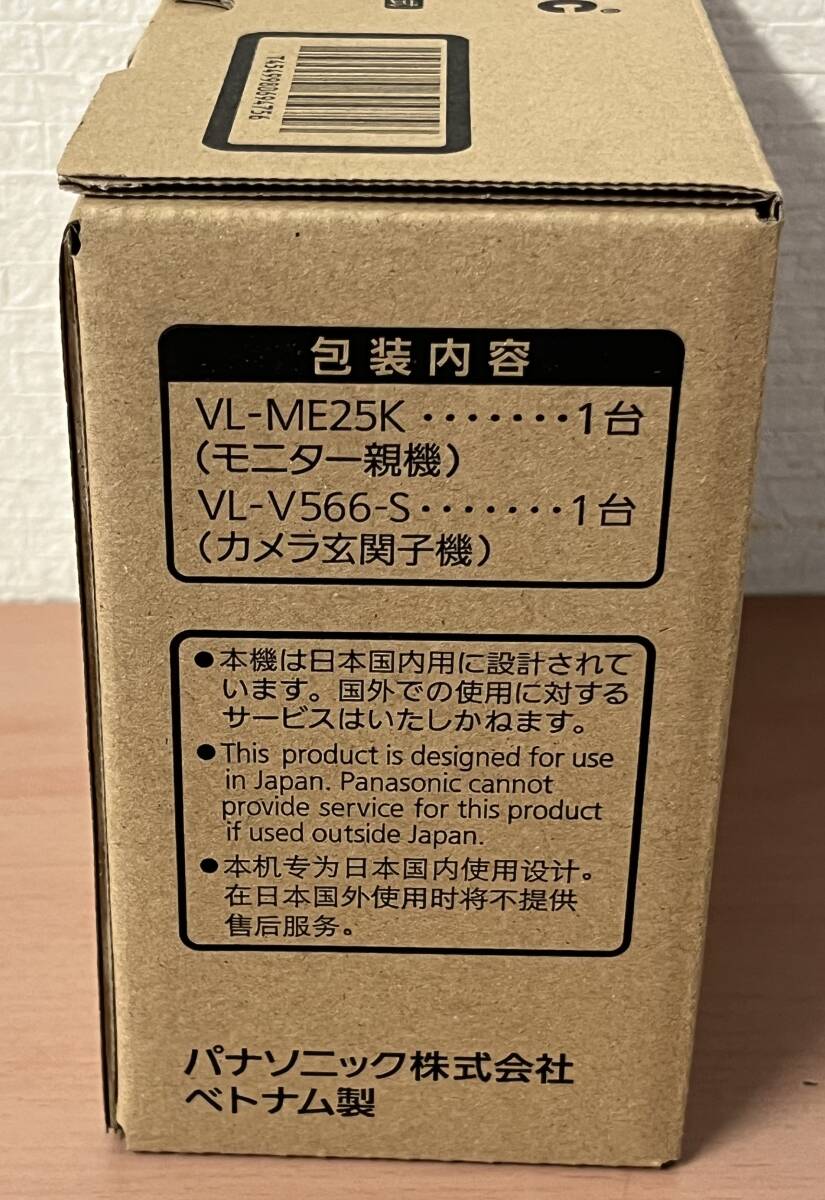 包装内容
VL-ME25K ・・・・・・・1台
(モニター親機)
VL-V566-S・・・・・・・1台
(カメラ玄関子機)
●本機は日本国内用に設計されて
います。国外での使用に対する
サービスはいたしかねます。
●This product is designed for use
in Japan. Panasonic cannot
provide service for this product
if used outside Japan.
●本机专为日本国内使用设计。
在日本国外使用时将不提供
售后服务。
パナソニック株式会社
ベトナム製